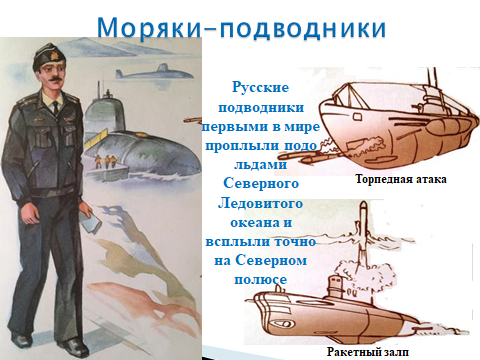 Моряки-подводники
Русские
подводники
первыми в мире
проплыли подо
льдами
Северного
Ледовитого
океана и
всплыли точно
на Северном
полюсе
Торпедная атака
Ракетный залп